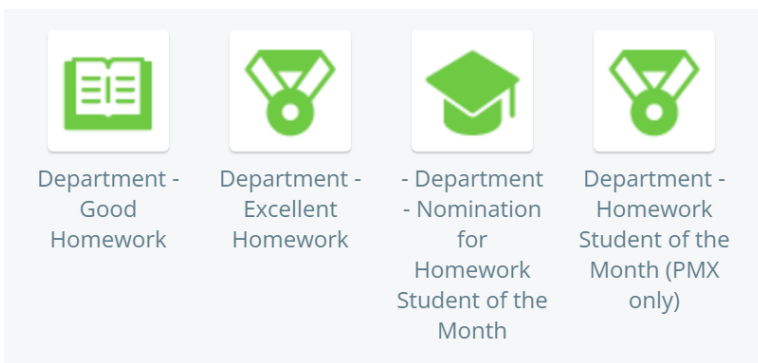 Department -
Good
Homework
Department -
Excellent
Homework
- Department
- Nomination
for
Homework
Student of the
Month
Department -
Homework
Student of the
Month (PMX
only)